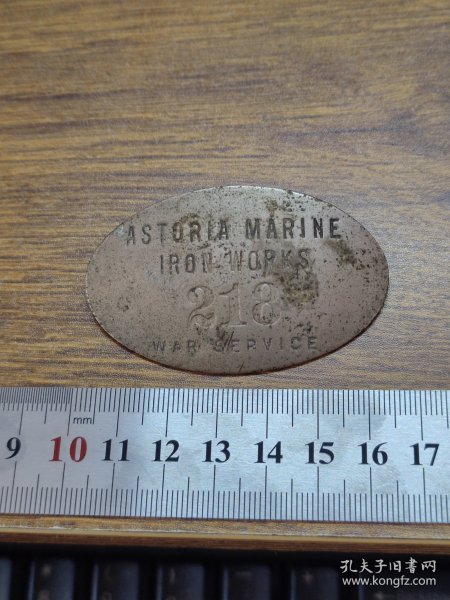 ASTORIA MARINE
IRON WORKS
218
WAR SERVICE
mm
9 10 11 12 13 14 15 16 17
孔夫子旧书网
www.kongfz.com